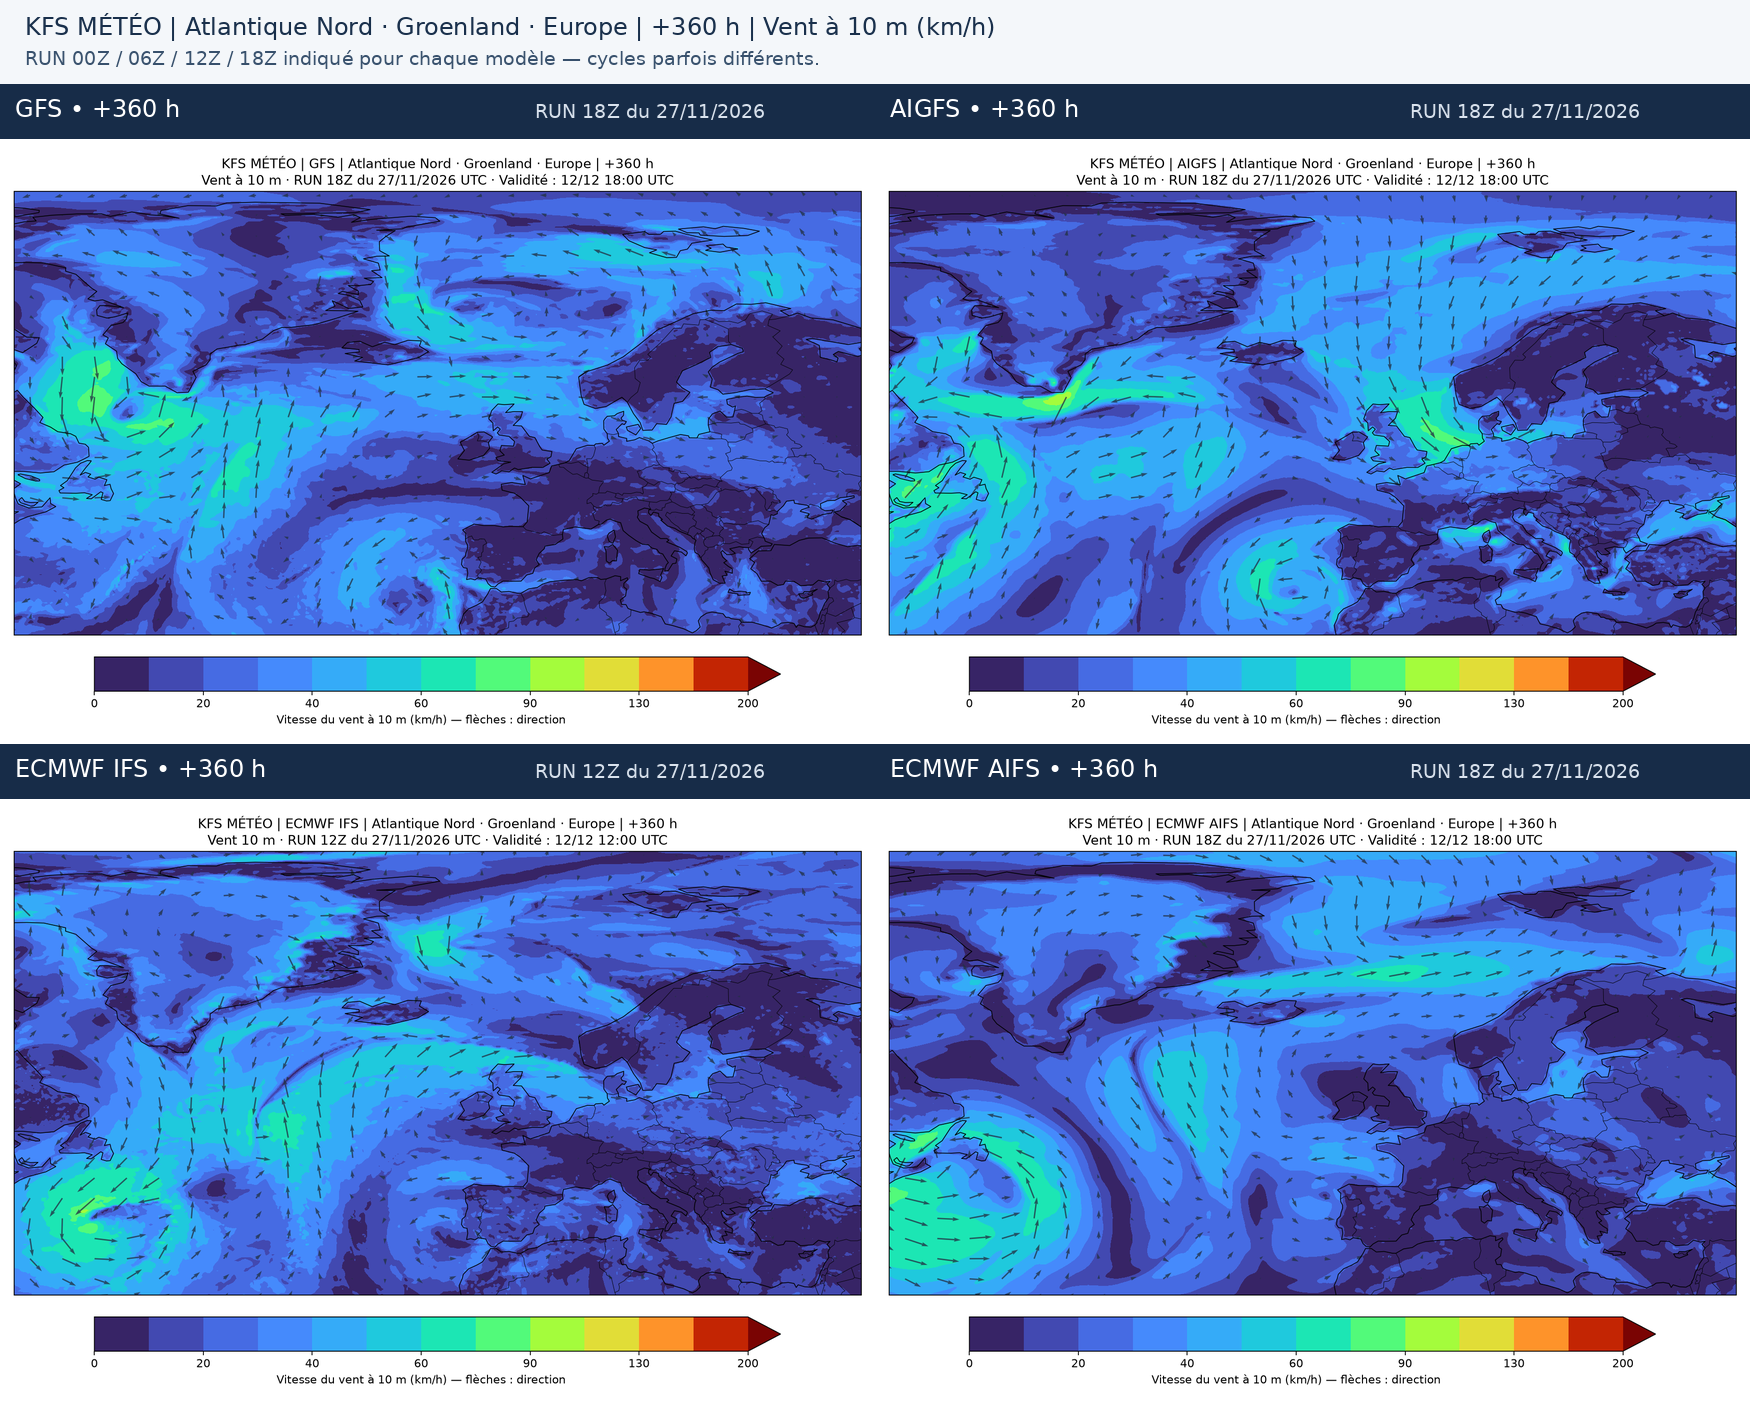 KFS MÉTÉO | Atlantique Nord · Groenland · Europe | +360 h | Vent à 10 m (km/h)
RUN 00Z / 06Z / 12Z / 18Z indiqué pour chaque modèle — cycles parfois différents.
GFS • +360 h RUN 18Z du 27/11/2026
KFS MÉTÉO | GFS | Atlantique Nord · Groenland · Europe | +360 h
Vent à 10 m · RUN 18Z du 27/11/2026 UTC · Validité : 12/12 18:00 UTC
0 20 40 60 90 130 200
Vitesse du vent à 10 m (km/h) — flèches : direction
AIGFS • +360 h RUN 18Z du 27/11/2026
KFS MÉTÉO | AIGFS | Atlantique Nord · Groenland · Europe | +360 h
Vent à 10 m · RUN 18Z du 27/11/2026 UTC · Validité : 12/12 18:00 UTC
0 20 40 60 90 130 200
Vitesse du vent à 10 m (km/h) — flèches : direction
ECMWF IFS • +360 h RUN 12Z du 27/11/2026
KFS MÉTÉO | ECMWF IFS | Atlantique Nord · Groenland · Europe | +360 h
Vent 10 m · RUN 12Z du 27/11/2026 UTC · Validité : 12/12 12:00 UTC
0 20 40 60 90 130 200
Vitesse du vent à 10 m (km/h) — flèches : direction
ECMWF AIFS • +360 h RUN 18Z du 27/11/2026
KFS MÉTÉO | ECMWF AIFS | Atlantique Nord · Groenland · Europe | +360 h
Vent 10 m · RUN 18Z du 27/11/2026 UTC · Validité : 12/12 18:00 UTC
0 20 40 60 90 130 200
Vitesse du vent à 10 m (km/h) — flèches : direction